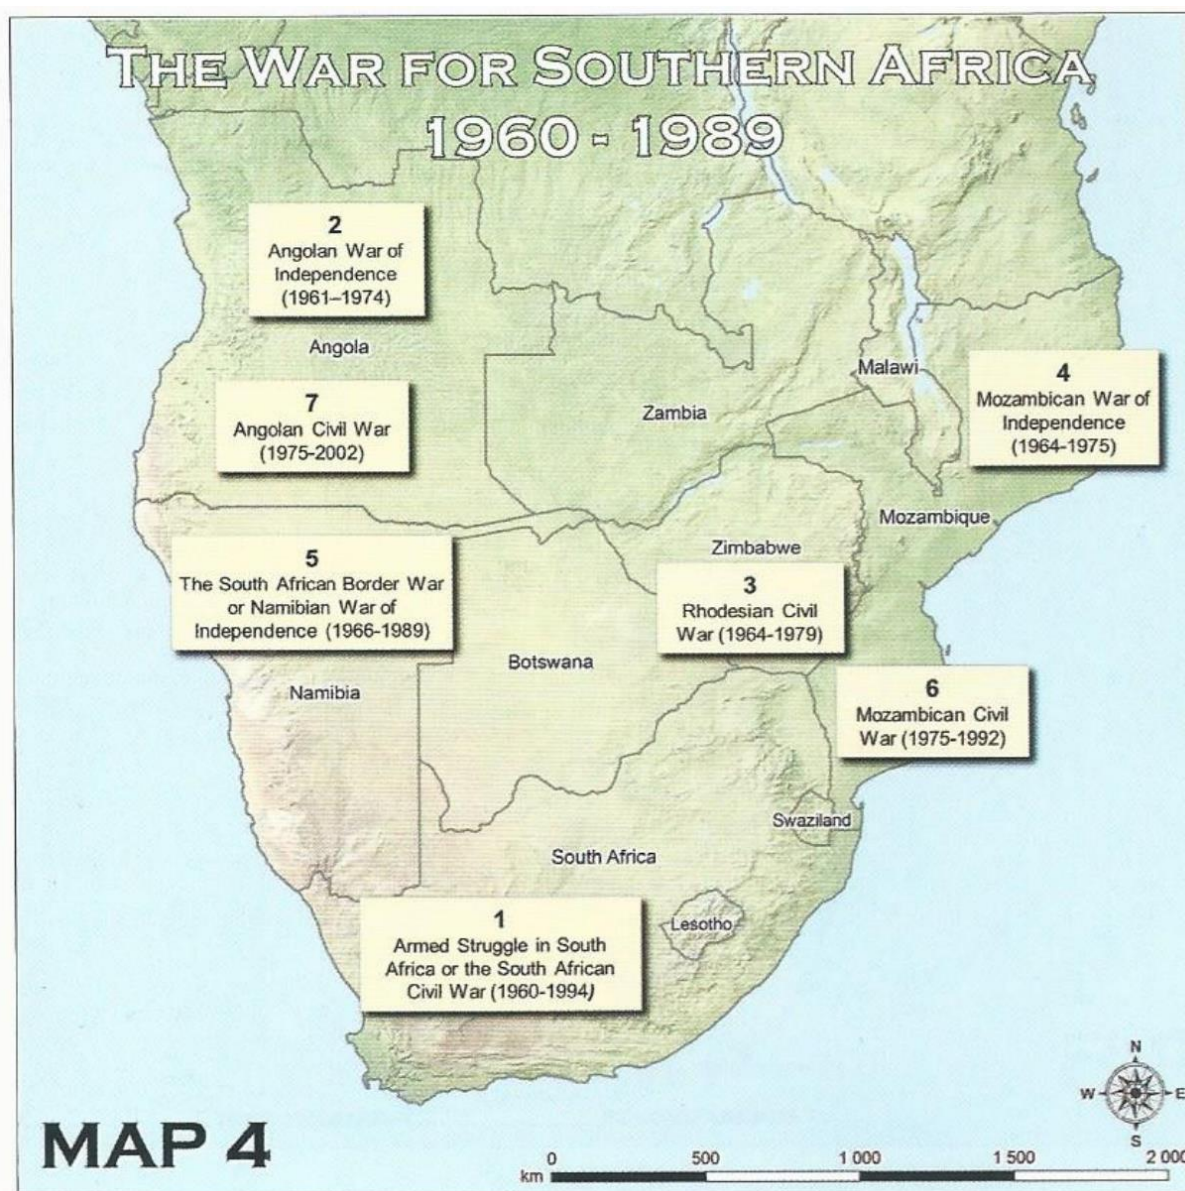 THE WAR FOR SOUTHERN AFRICA
1960 - 1989
2
Angolan War of
Independence
(1961–1974)
Angola
7
Angolan Civil War
(1975-2002)
Zambia
Malawi
4
Mozambican War of
Independence
(1964-1975)
Mozambique
5
The South African Border War
or Namibian War of
Independence (1966-1989)
Namibia
Botswana
Zimbabwe
3
Rhodesian Civil
War (1964-1979)
6
Mozambican Civil
War (1975-1992)
Swaziland
South Africa
Lesotho
1
Armed Struggle in South
Africa or the South African
Civil War (1960-1994)
N
W E
S
MAP 4
km 0 500 1 000 1 500 2 000